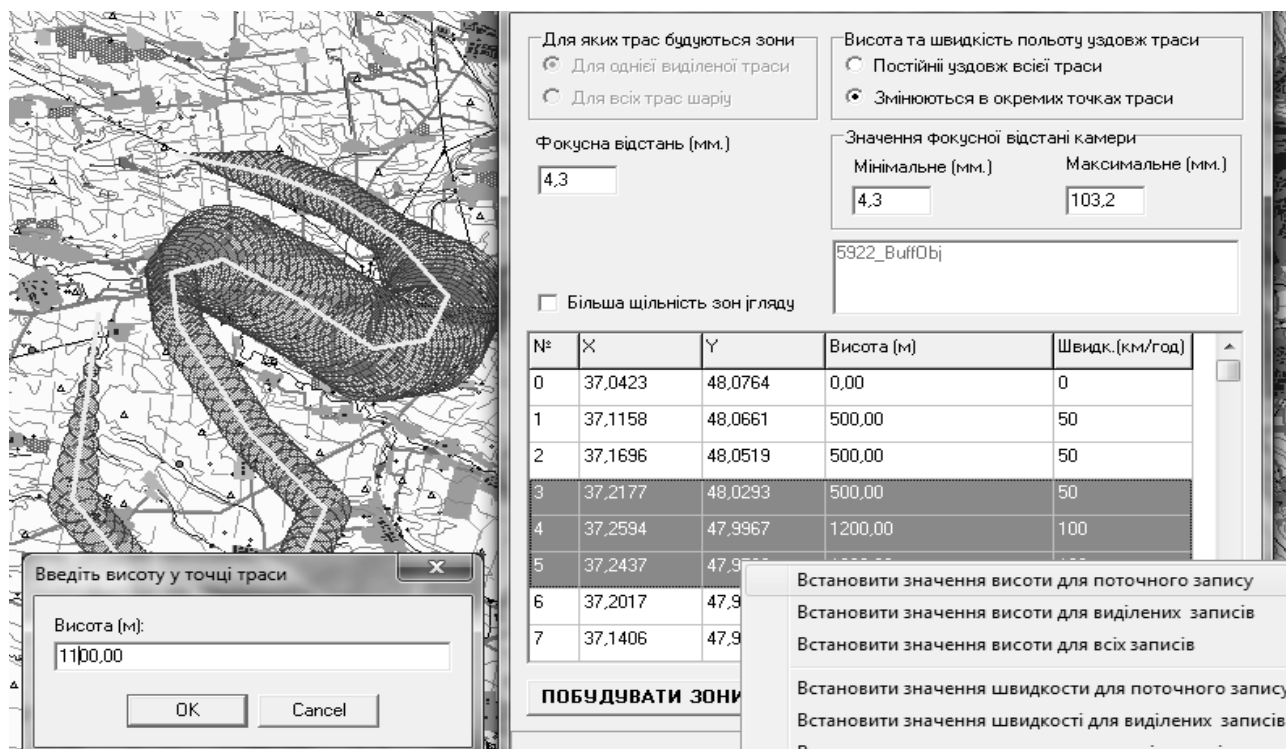 Для яких трас будуються зони
Для однієї виділеної траси
Для всіх трас шаріу
Висота та швидкість польоту уздовж траси
Постійніі уздовж всієї траси
Змінюються в окремих точках траси
Фокусна відстань (мм.)
4,3
Значення фокусної відстані камери
Мінімальне (мм.) Максимальне (мм.)
4,3 103,2
5922_BuffObj
Більша щільність зон ігляду
№ X Y Висота (м) Швидк.(км/год)
0 37,0423 48,0764 0,00 0
1 37,1158 48,0661 500,00 50
2 37,1696 48,0519 500,00 50
3 37,2177 48,0293 500,00 50
4 37,2594 47,9967 1200,00 100
5 37,2437
6 37,2017 47,9
7 37,1406 47,9
ПОБУДУВАТИ ЗОНИ
Встановити значення висоти для поточного запису
Встановити значення висоти для виділених записів
Встановити значення висоти для всіх записів
Встановити значення швидкости для поточного запису
Встановити значення швидкості для виділених записів
Введіть висоту у точці траси
Висота (м):
1100,00
OK Cancel